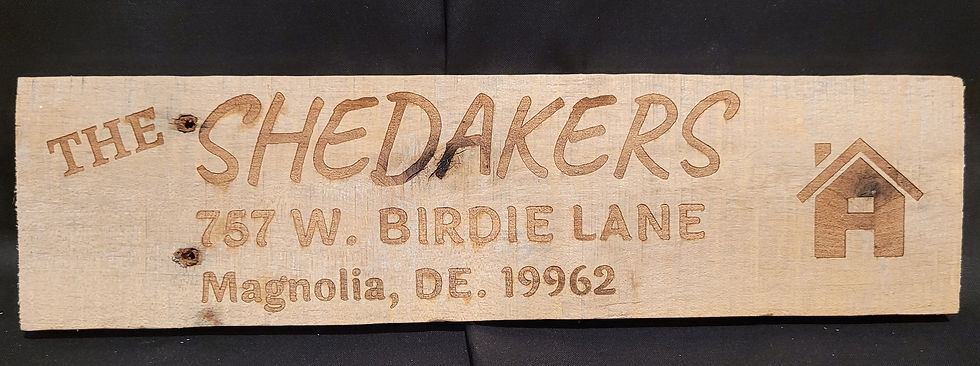 THE SHEDAKERS
757 W. BIRDIE LANE
Magnolia, DE. 19962